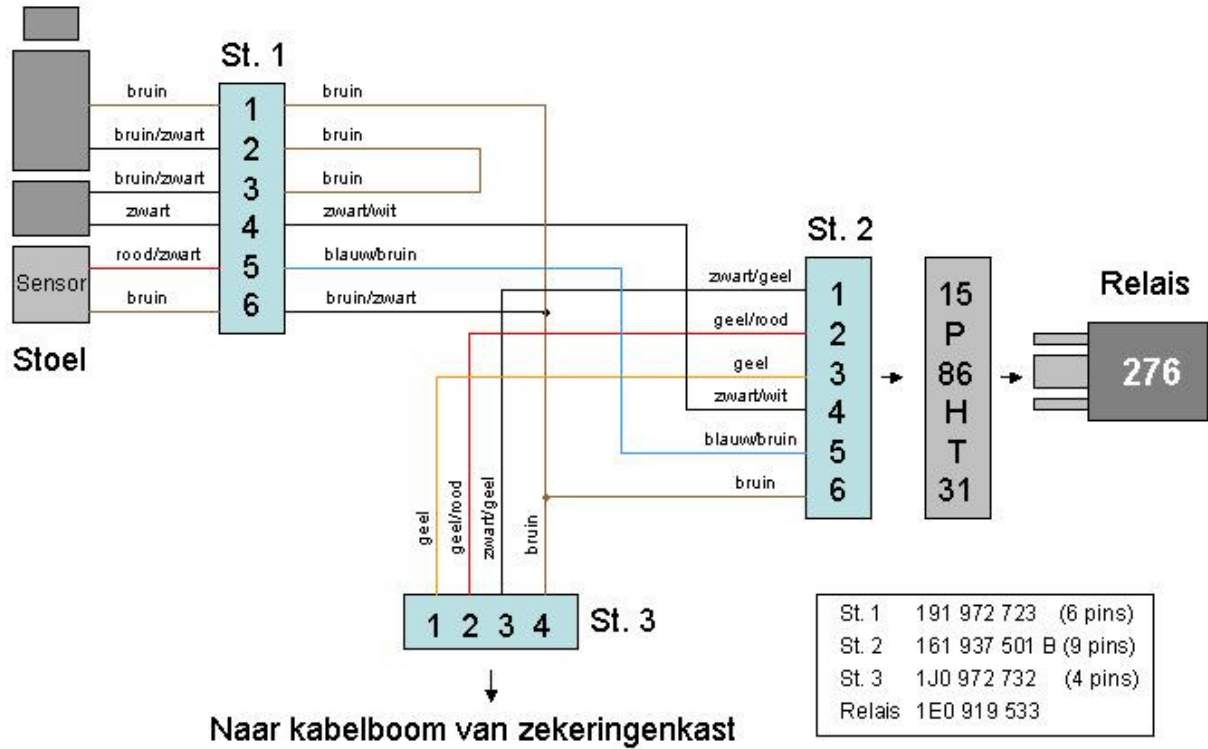 St. 1
bruin
bruin/zwart
bruin/zwart
zwart
rood/zwart
bruin
Sensor
Stoel
1
2
3
4
5
6
bruin
bruin
bruin
zwart/wit
blauw/bruin
bruin/zwart
St. 2
zwart/geel
geel/rood
geel
zwart/wit
blauw/bruin
bruin
1
2
3
4
5
6
15
P
86
H
T
31
Relais
276
geel
geel/rood
zwart/geel
bruin
1 2 3 4
St. 3
Naar kabelboom van zekeringenkast
St. 1 191 972 723 (6 pins)
St. 2 161 937 501 B (9 pins)
St. 3 1J0 972 732 (4 pins)
Relais 1E0 919 533